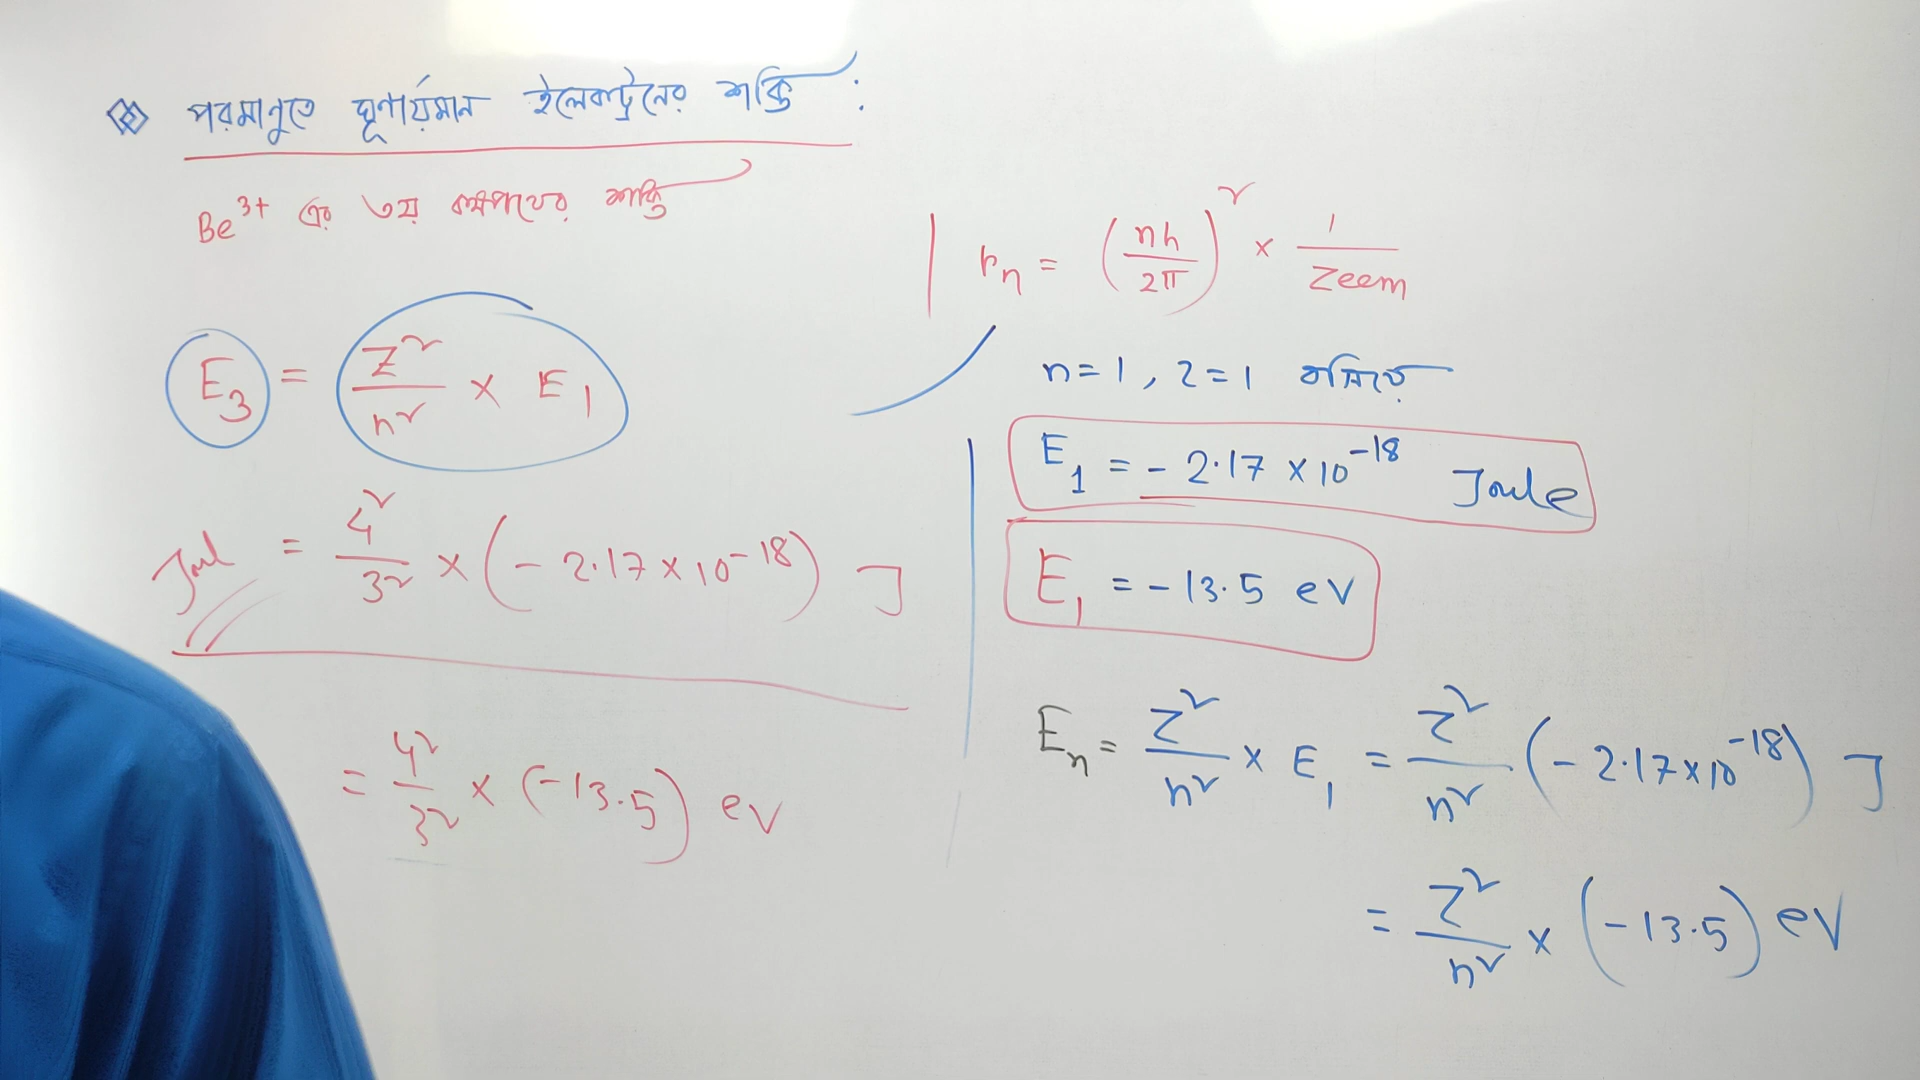 পরমাণুতে ঘূর্ণায়মান ইলেকট্রনের শক্তি :
Be³⁺ এর ৩য় কক্ষপথের শক্তি
E₃ = Z²/n² × E₁
= 4²/3² × (- 2.17 × 10⁻¹⁸) J
= 4²/3² × (-13.5) eV
rₙ = (nh/2π)² × 1/Zeem
n=1, z=1 বসিয়ে
E₁ = - 2.17 × 10⁻¹⁸ Joule
E₁ = - 13.5 eV
Eₙ = Z²/n² × E₁ = Z²/n² (- 2.17×10⁻¹⁸) J
= Z²/n² × (-13.5) eV